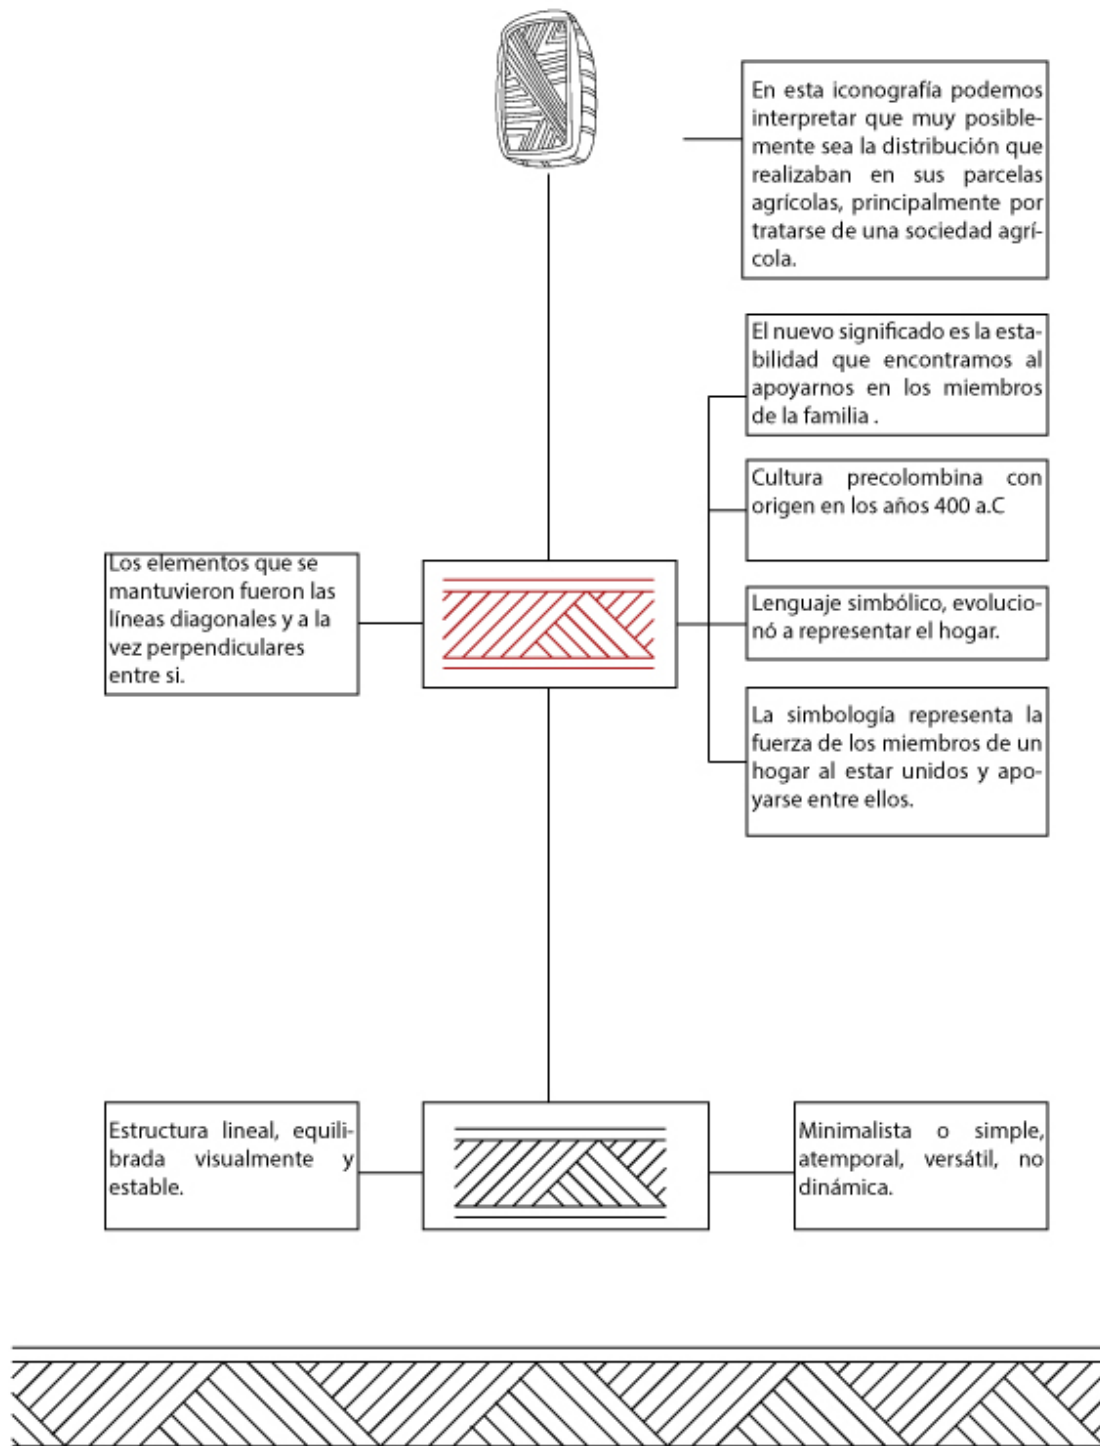 En esta iconografía podemos
interpretar que muy posible-
mente sea la distribución que
realizaban en sus parcelas
agrícolas, principalmente por
tratarse de una sociedad agrí-
cola.
El nuevo significado es la esta-
bilidad que encontramos al
apoyarnos en los miembros
de la familia .
Cultura precolombina con
origen en los años 400 a.C
Los elementos que se
mantuvieron fueron las
líneas diagonales y a la
vez perpendiculares
entre si.
Lenguaje simbólico, evolucio-
nó a representar el hogar.
La simbología representa la
fuerza de los miembros de un
hogar al estar unidos y apo-
yarse entre ellos.
Estructura lineal, equili-
brada visualmente y
estable.
Minimalista o simple,
atemporal, versátil, no
dinámica.